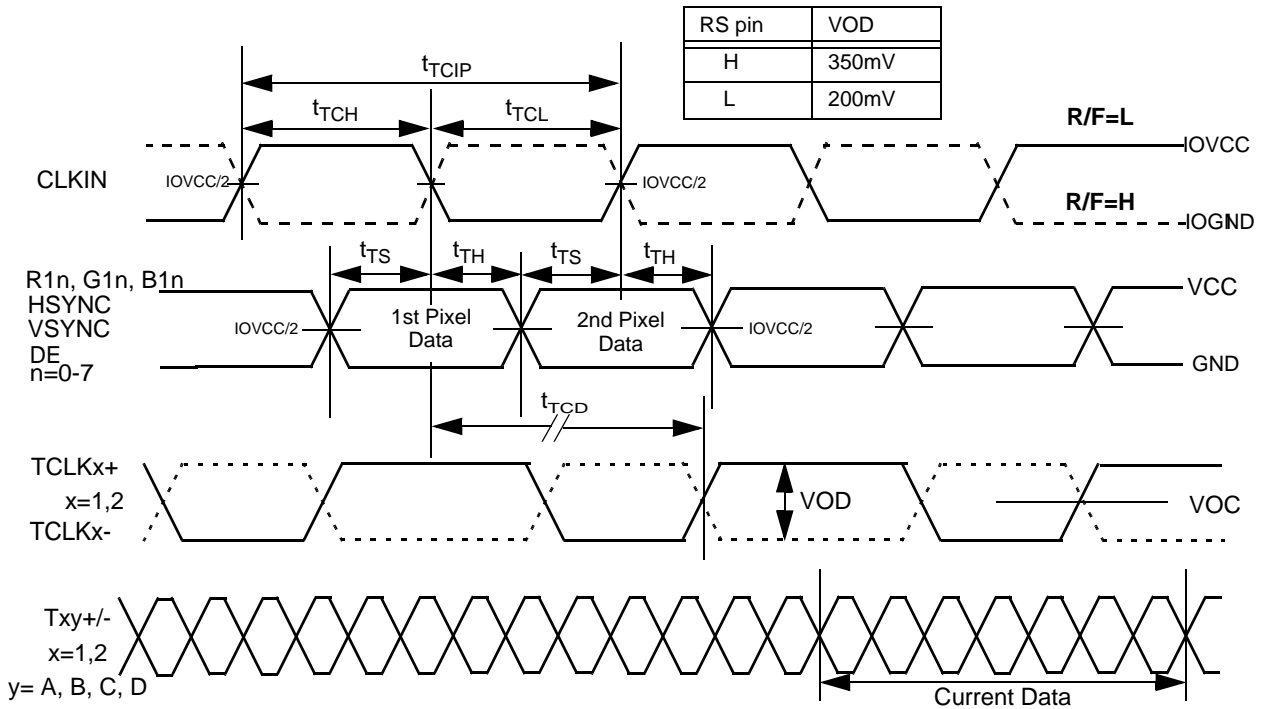 RS pin VOD
H 350mV
L 200mV
tTCIP
tTCH tTCL
R/F=L
IOVCC
CLKIN IOVCC/2 IOVCC/2
R/F=H
IOGND
tTS tTH tTS tTH
R1n, G1n, B1n
HSYNC
VSYNC
DE
n=0-7
IOVCC/2
1st Pixel
Data
2nd Pixel
Data
IOVCC/2
VCC
GND
tTCD
TCLKx+
x=1,2
TCLKx-
VOD
VOC
Txy+/-
x=1,2
y= A, B, C, D
Current Data